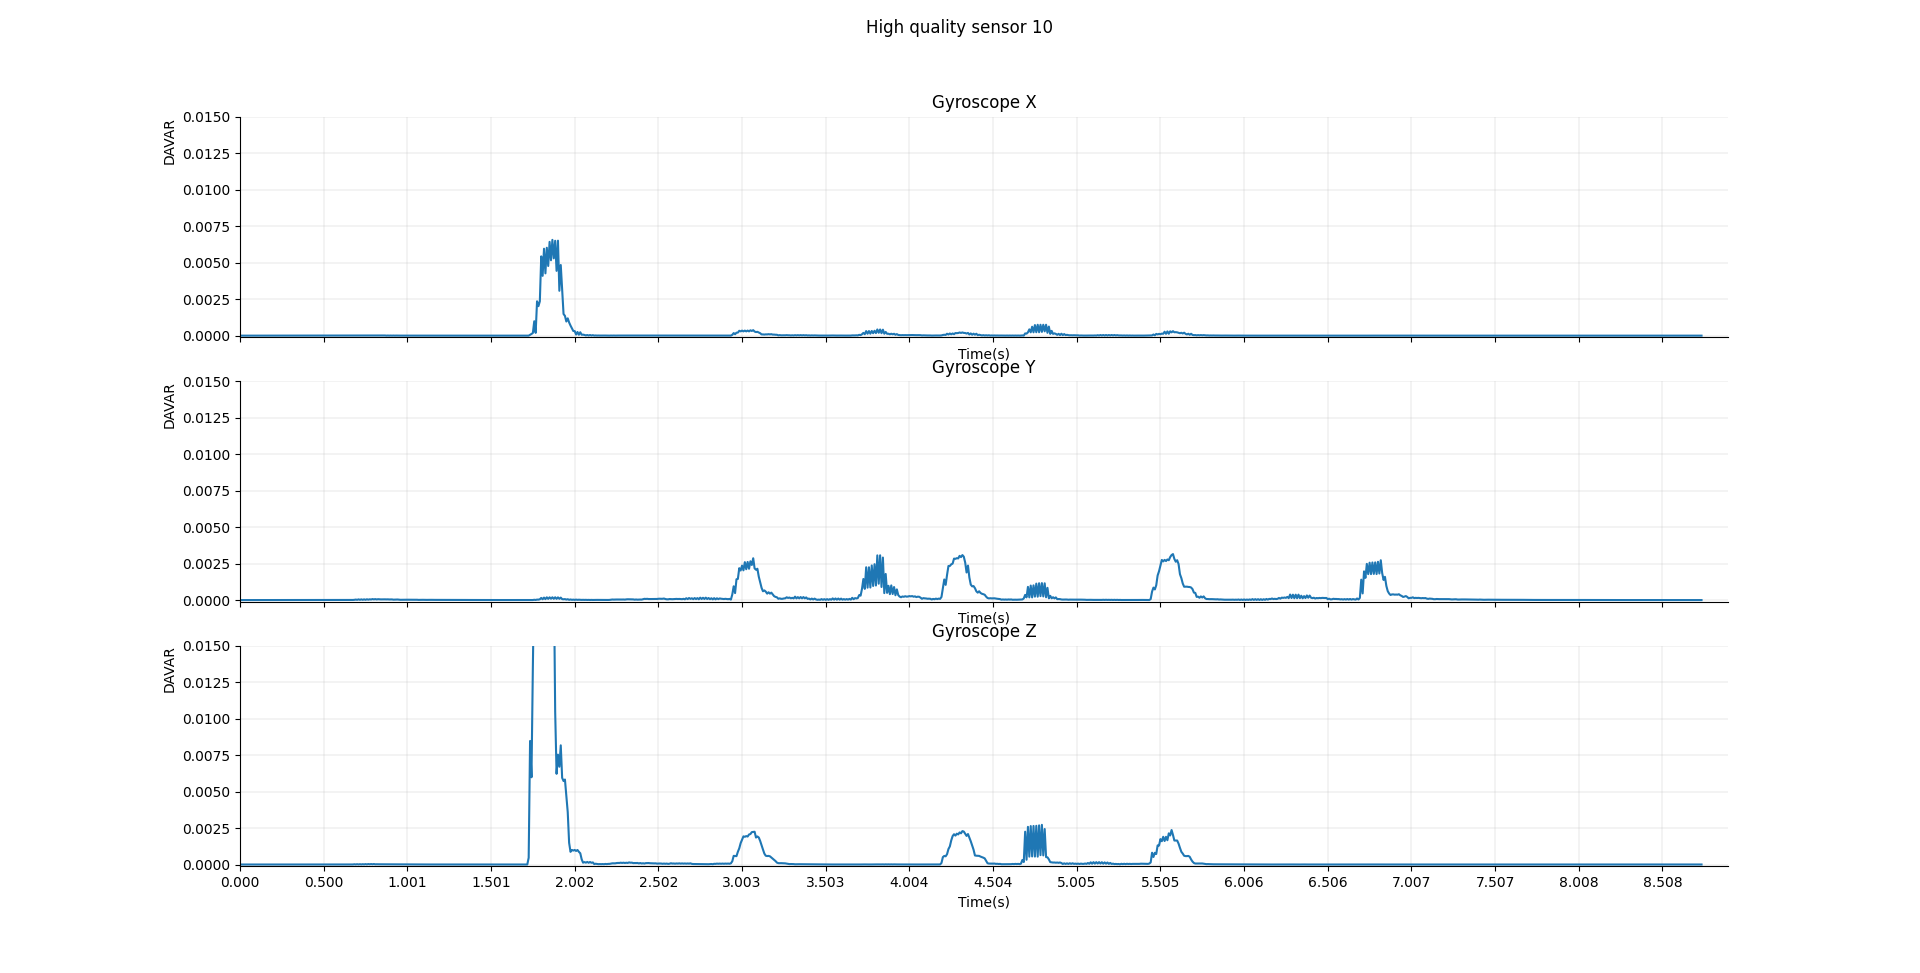 High quality sensor 10
Gyroscope X
DAVAR
0.0150
0.0125
0.0100
0.0075
0.0050
0.0025
0.0000
Time(s)
Gyroscope Y
DAVAR
0.0150
0.0125
0.0100
0.0075
0.0050
0.0025
0.0000
Time(s)
Gyroscope Z
DAVAR
0.0150
0.0125
0.0100
0.0075
0.0050
0.0025
0.0000
0.000 0.500 1.001 1.501 2.002 2.502 3.003 3.503 4.004 4.504 5.005 5.505 6.006 6.506 7.007 7.507 8.008 8.508
Time(s)